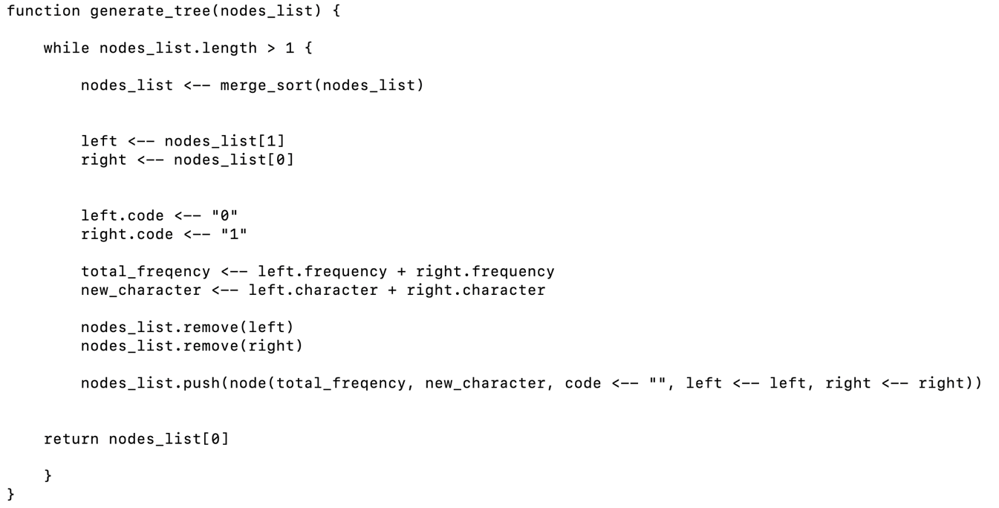 function generate_tree(nodes_list) {
while nodes_list.length > 1 {
nodes_list <-- merge_sort(nodes_list)
left <-- nodes_list[1]
right <-- nodes_list[0]
left.code <-- "0"
right.code <-- "1"
total_freqency <-- left.frequency + right.frequency
new_character <-- left.character + right.character
nodes_list.remove(left)
nodes_list.remove(right)
nodes_list.push(node(total_freqency, new_character, code <-- "", left <-- left, right <-- right))
return nodes_list[0]
}
}